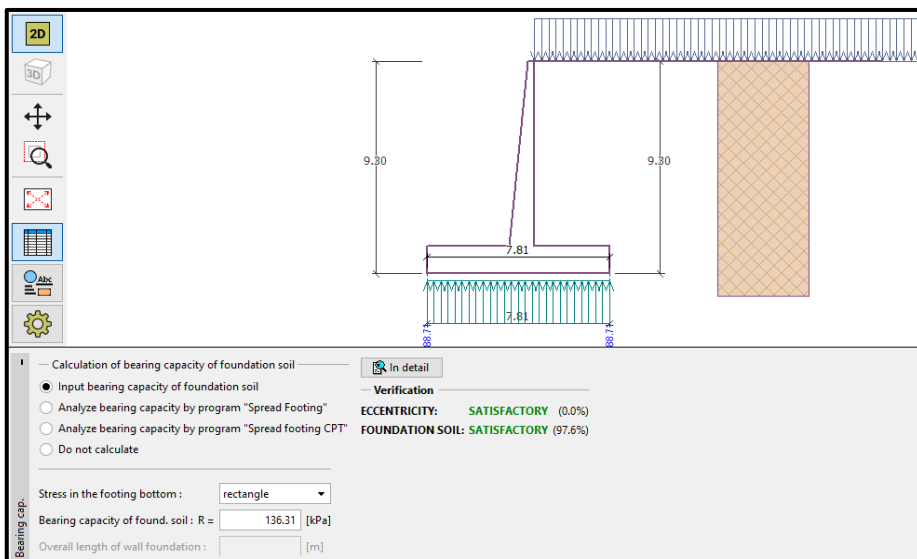 2D
3D
9.30
9.30
7.81
7.81
88.71
88.71
Abc
Bearing cap.
Calculation of bearing capacity of foundation soil
Input bearing capacity of foundation soil
Analyze bearing capacity by program "Spread Footing"
Analyze bearing capacity by program "Spread footing CPT"
Do not calculate
Stress in the footing bottom : rectangle
Bearing capacity of found. soil : R = 136.31 [kPa]
Overall length of wall foundation : [m]
In detail
Verification
ECCENTRICITY: SATISFACTORY (0.0%)
FOUNDATION SOIL: SATISFACTORY (97.6%)